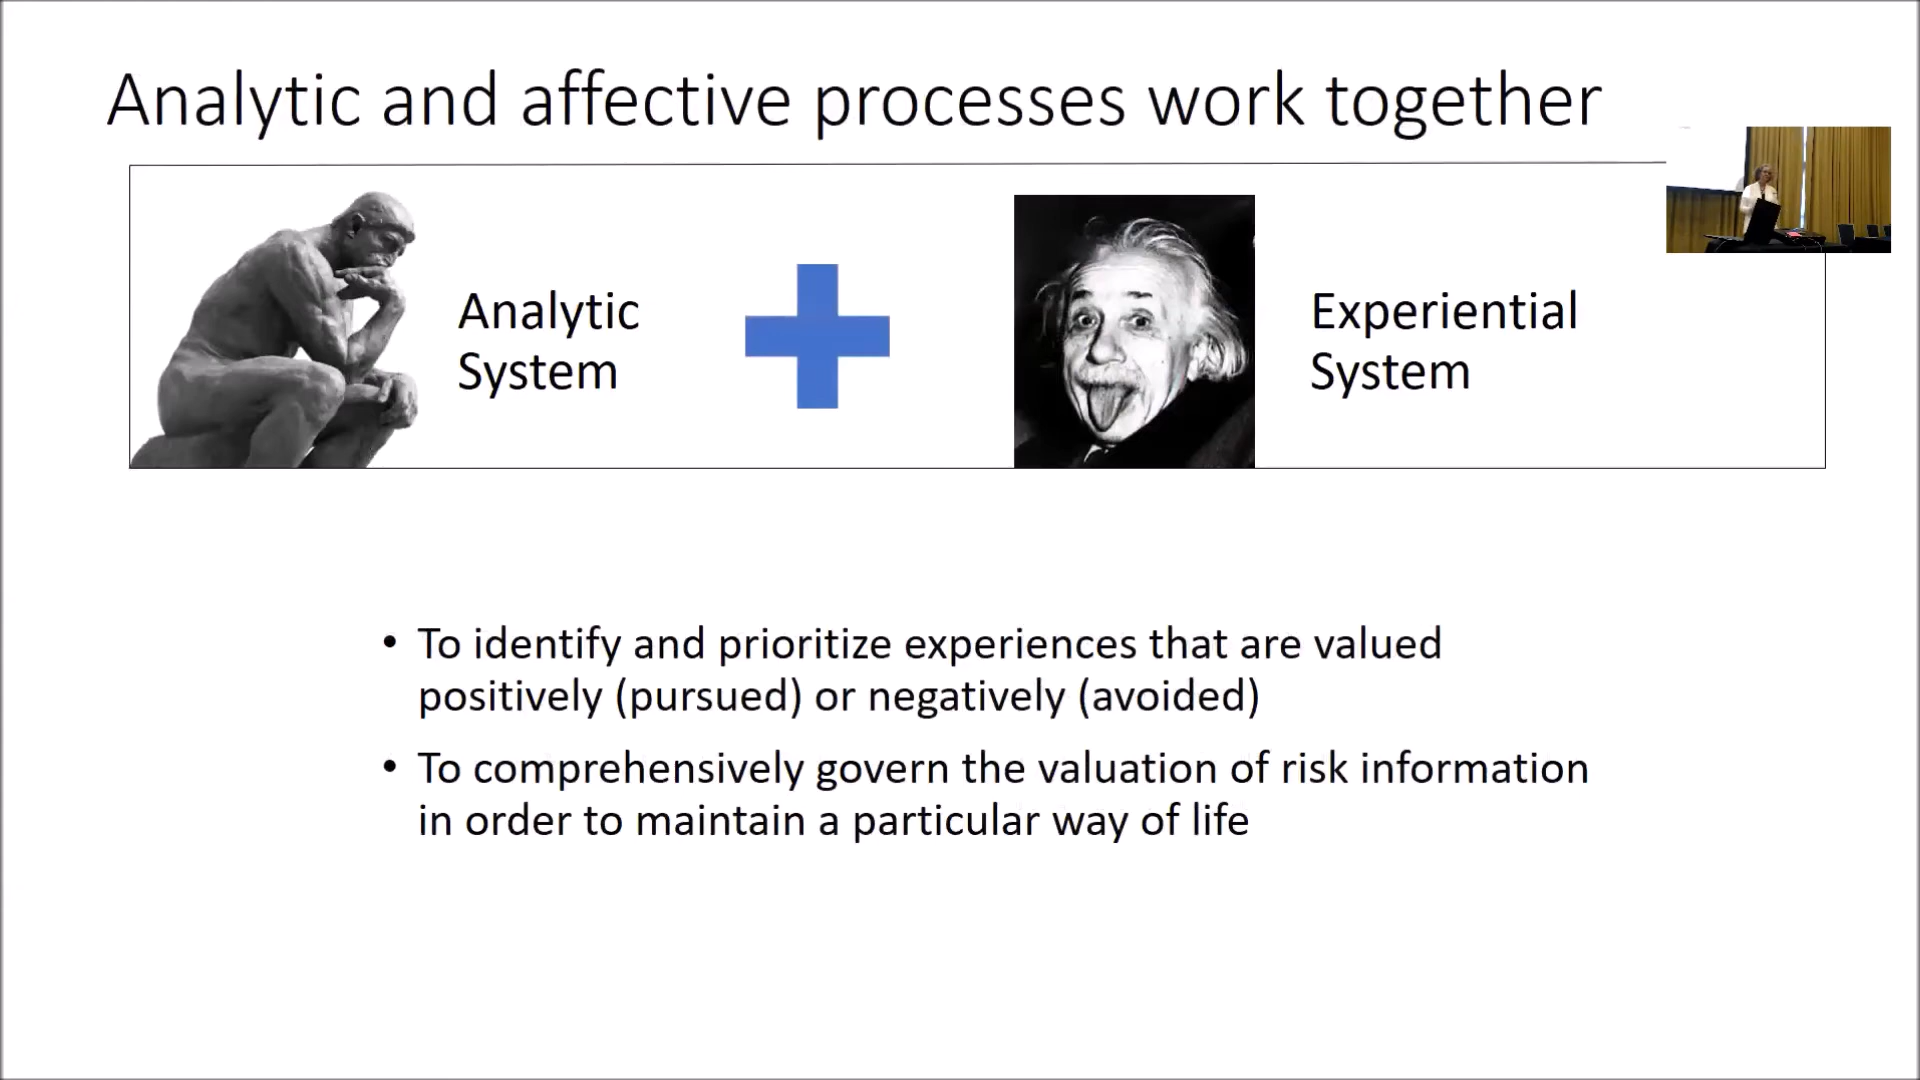 Analytic and affective processes work together
Analytic
System
Experiential
System
• To identify and prioritize experiences that are valued
positively (pursued) or negatively (avoided)
• To comprehensively govern the valuation of risk information
in order to maintain a particular way of life